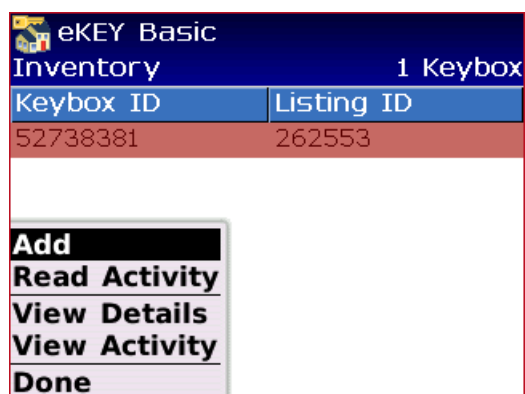 eKEY Basic
Inventory 1 Keybox
Keybox ID Listing ID
52738381 262553
Add
Read Activity
View Details
View Activity
Done